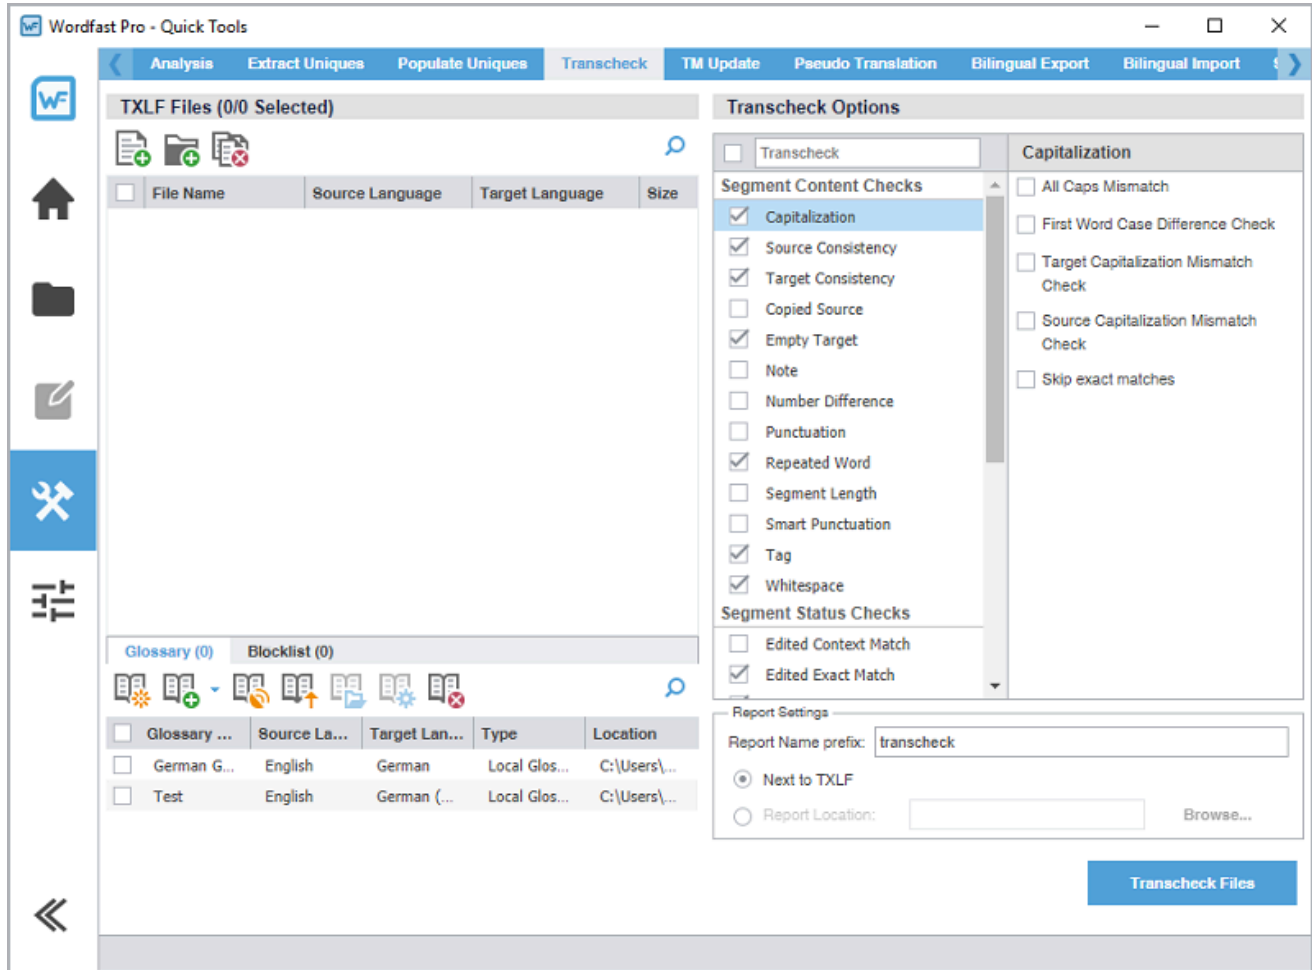 Wordfast Pro - Quick Tools
WF
Analysis Extract Uniques Populate Uniques Transcheck TM Update Pseudo Translation Bilingual Export Bilingual Import
WF
TXLF Files (0/0 Selected)
File Name Source Language Target Language Size
Glossary (0) Blocklist (0)
Glossary ... Source La... Target Lan... Type Location
German G... English German Local Glos... C:\Users\...
Test English German (... Local Glos... C:\Users\...
Transcheck Options
Transcheck
Segment Content Checks
Capitalization
Source Consistency
Target Consistency
Copied Source
Empty Target
Note
Number Difference
Punctuation
Repeated Word
Segment Length
Smart Punctuation
Tag
Whitespace
Segment Status Checks
Edited Context Match
Edited Exact Match
Capitalization
All Caps Mismatch
First Word Case Difference Check
Target Capitalization Mismatch
Check
Source Capitalization Mismatch
Check
Skip exact matches
Report Settings
Report Name prefix: transcheck
Next to TXLF
Report Location: Browse...
Transcheck Files